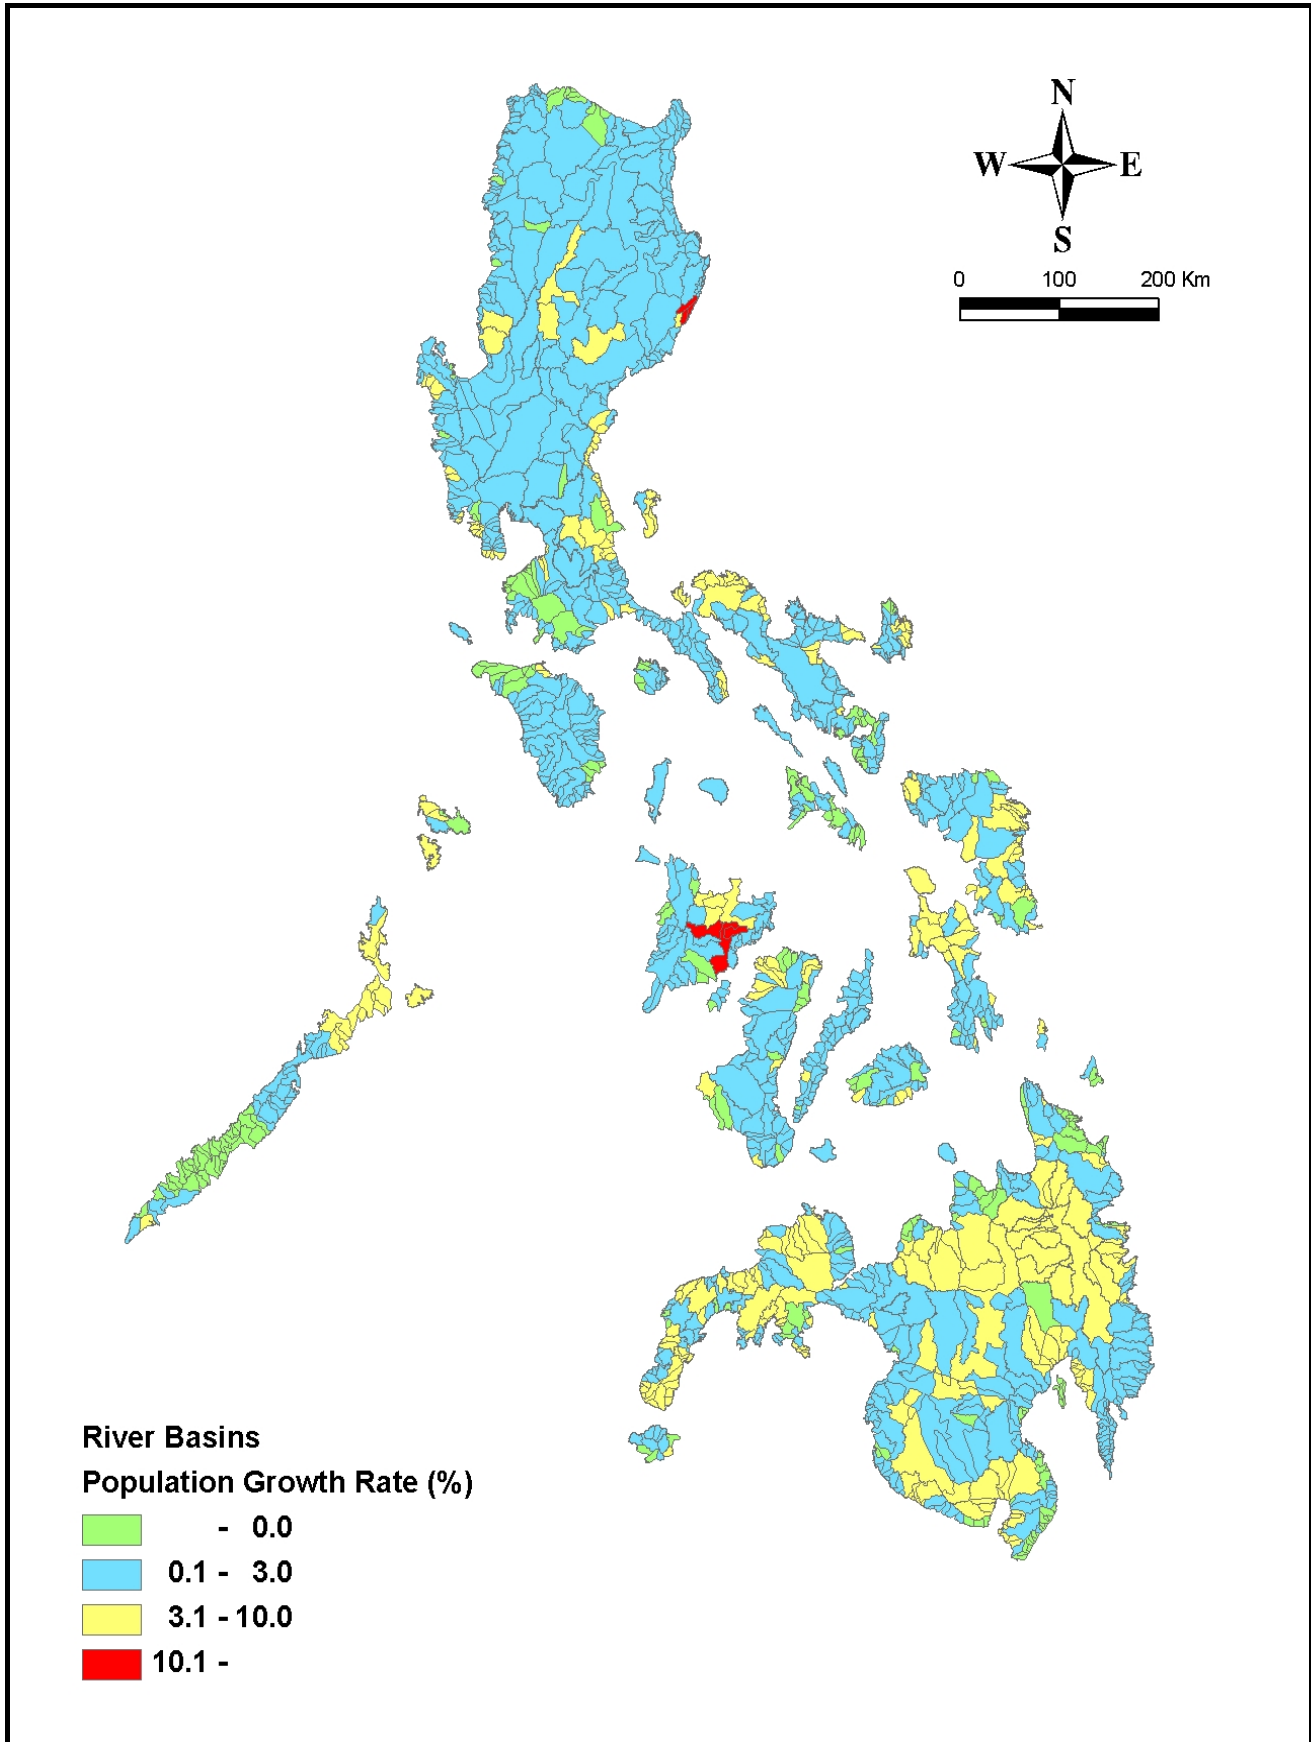 N
W E
S
0 100 200 Km
River Basins
Population Growth Rate (%)
- 0.0
0.1 - 3.0
3.1 - 10.0
10.1 -